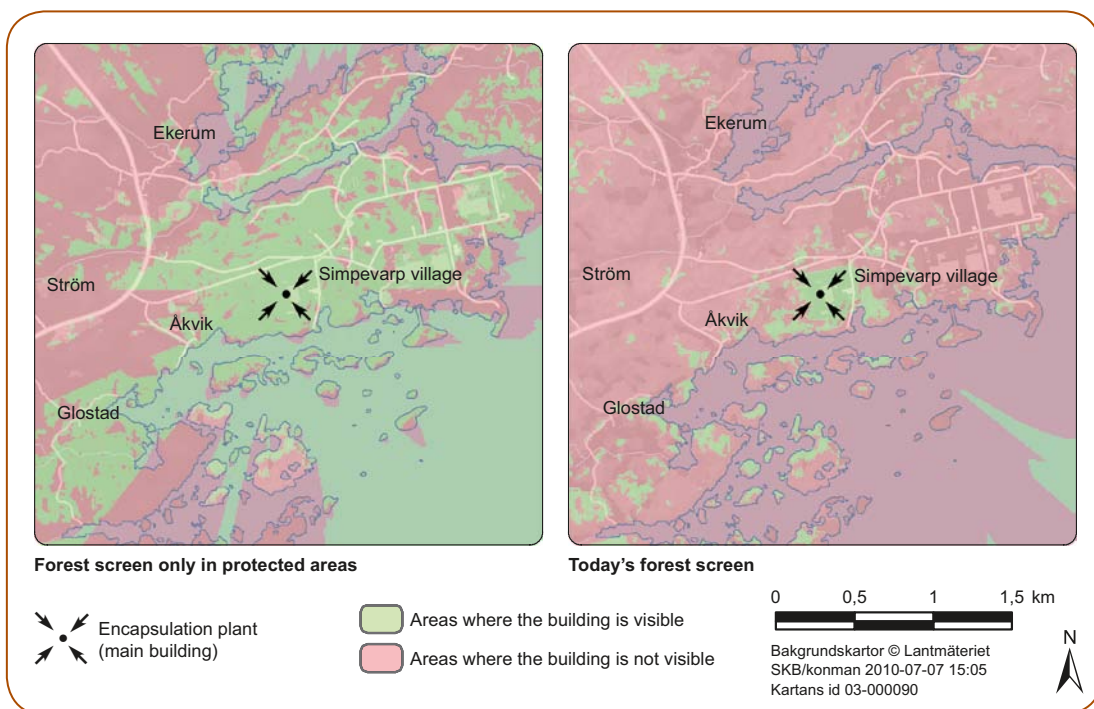 Ekerum
Ström
Simpevarp village
Åkvik
Glostad
Ekerum
Ström
Simpevarp village
Åkvik
Glostad
Forest screen only in protected areas
Today’s forest screen
Encapsulation plant
(main building)
Areas where the building is visible
Areas where the building is not visible
0 0,5 1 1,5 km
Bakgrundskartor © Lantmäteriet
SKB/konman 2010-07-07 15:05
Kartans id 03-000090
N